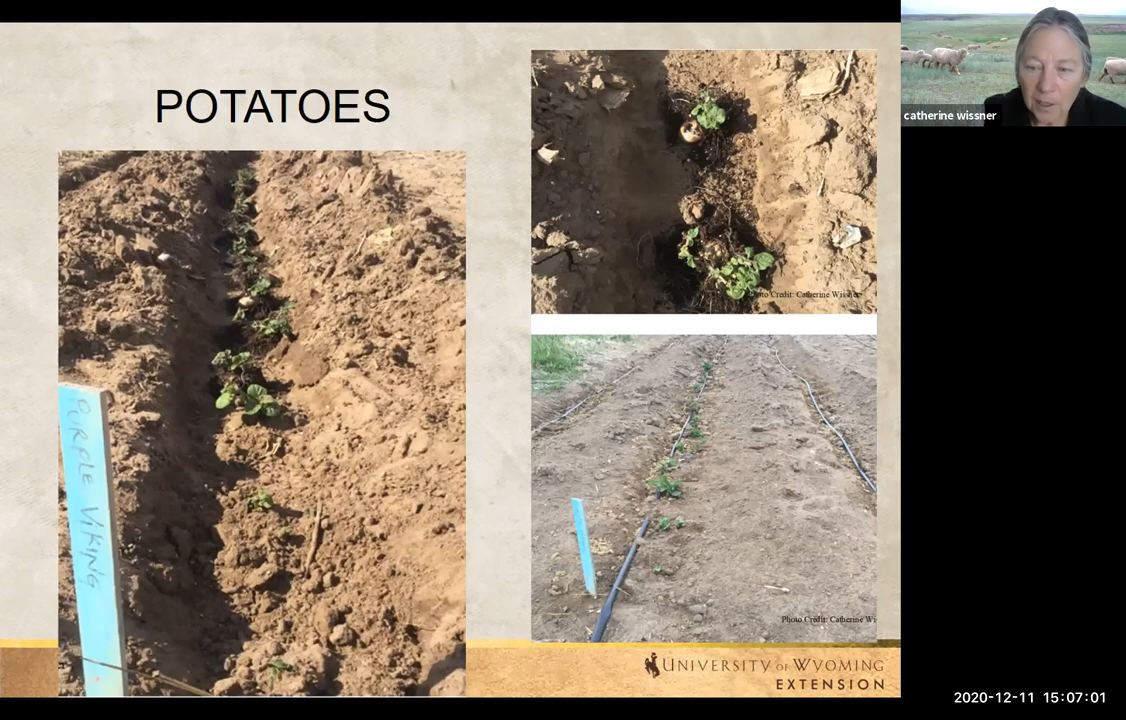 POTATOES
catherine wissner
PURPLE VIKING
Photo Credit: Catherine Wissner
Photo Credit: Catherine Wi
UNIVERSITY OF WYOMING
EXTENSION
2020-12-11 15:07:01